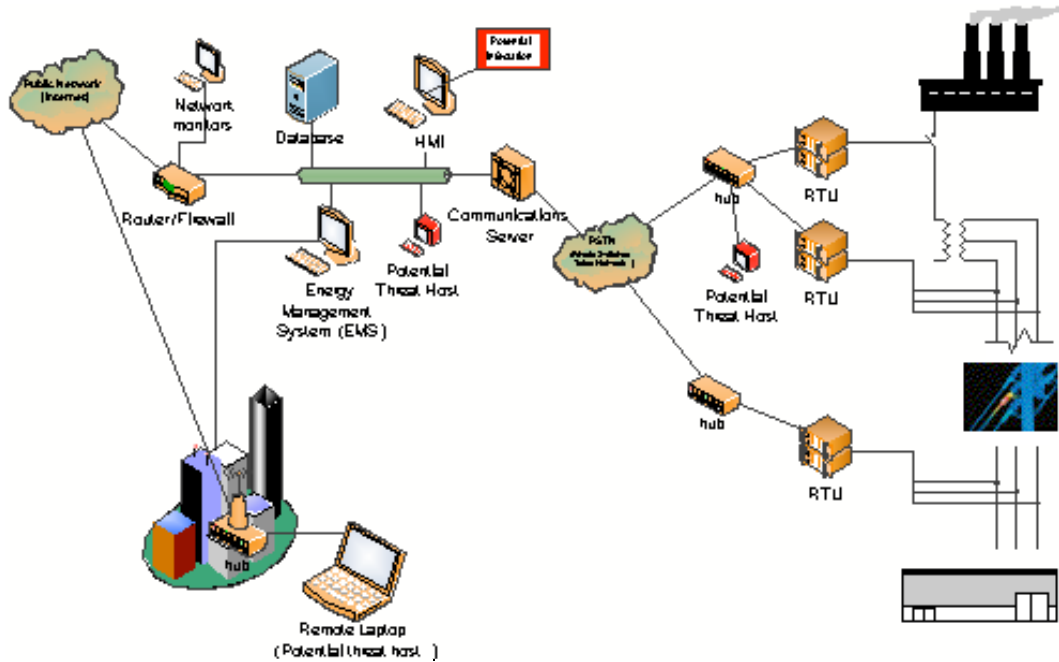 Public Network
(Internet)
Network
monitors
Database
HMI
Potential
Router/Firewall
Energy
Management
System (EMS)
Potential
Threat Host
Communications
Server
PSTN
hub
RTU
RTU
Potential
Threat Host
hub
RTU
hub
Remote Laptop
(Potential threat host )